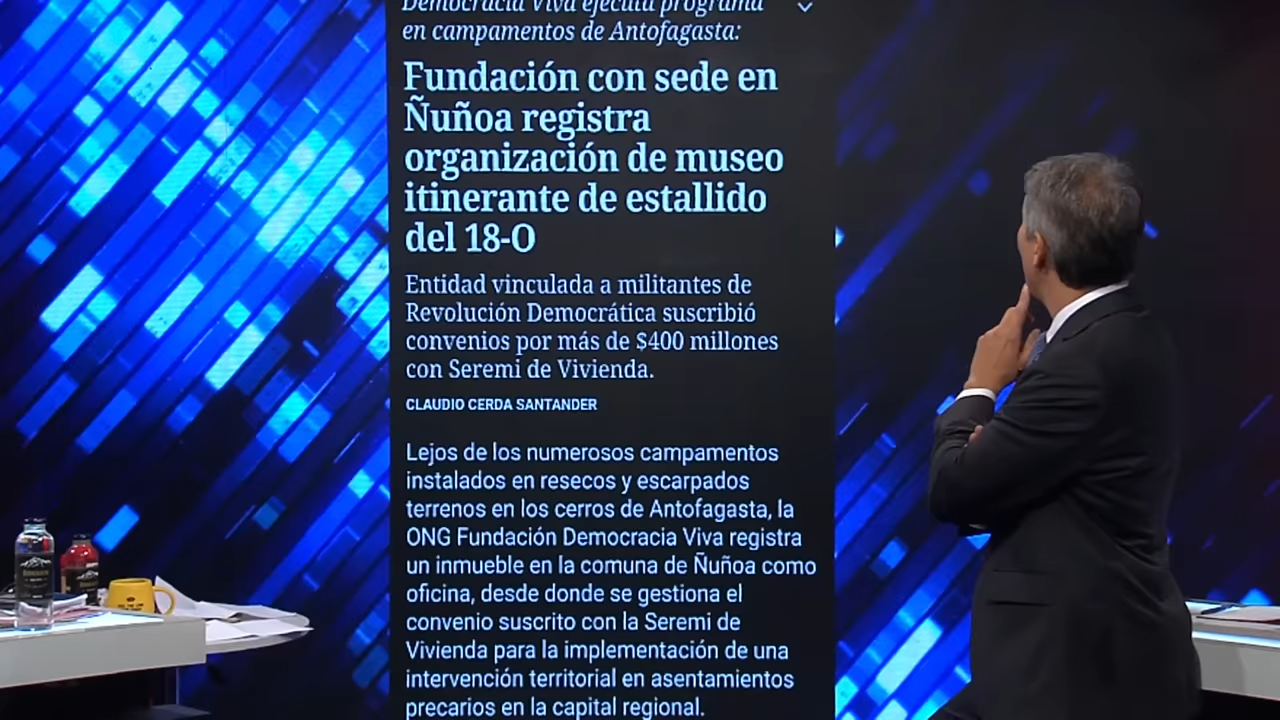 Democracia Viva ejecuta programa
en campamentos de Antofagasta:
Fundación con sede en
Ñuñoa registra
organización de museo
itinerante de estallido
del 18-O
Entidad vinculada a militantes de
Revolución Democrática suscribió
convenios por más de $400 millones
con Seremi de Vivienda.
CLAUDIO CERDA SANTANDER
Lejos de los numerosos campamentos
instalados en resecos y escarpados
terrenos en los cerros de Antofagasta, la
ONG Fundación Democracia Viva registra
un inmueble en la comuna de Ñuñoa como
oficina, desde donde se gestiona el
convenio suscrito con la Seremi de
Vivienda para la implementación de una
intervención territorial en asentamientos
precarios en la capital regional.